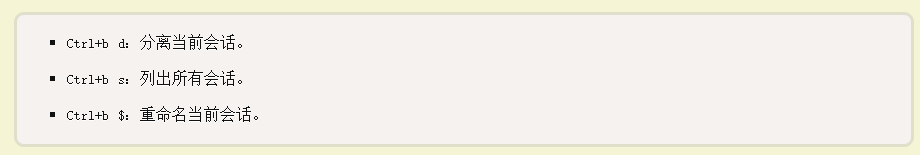 Ctrl+b d：分离当前会话。
Ctrl+b s：列出所有会话。
Ctrl+b $：重命名当前会话。